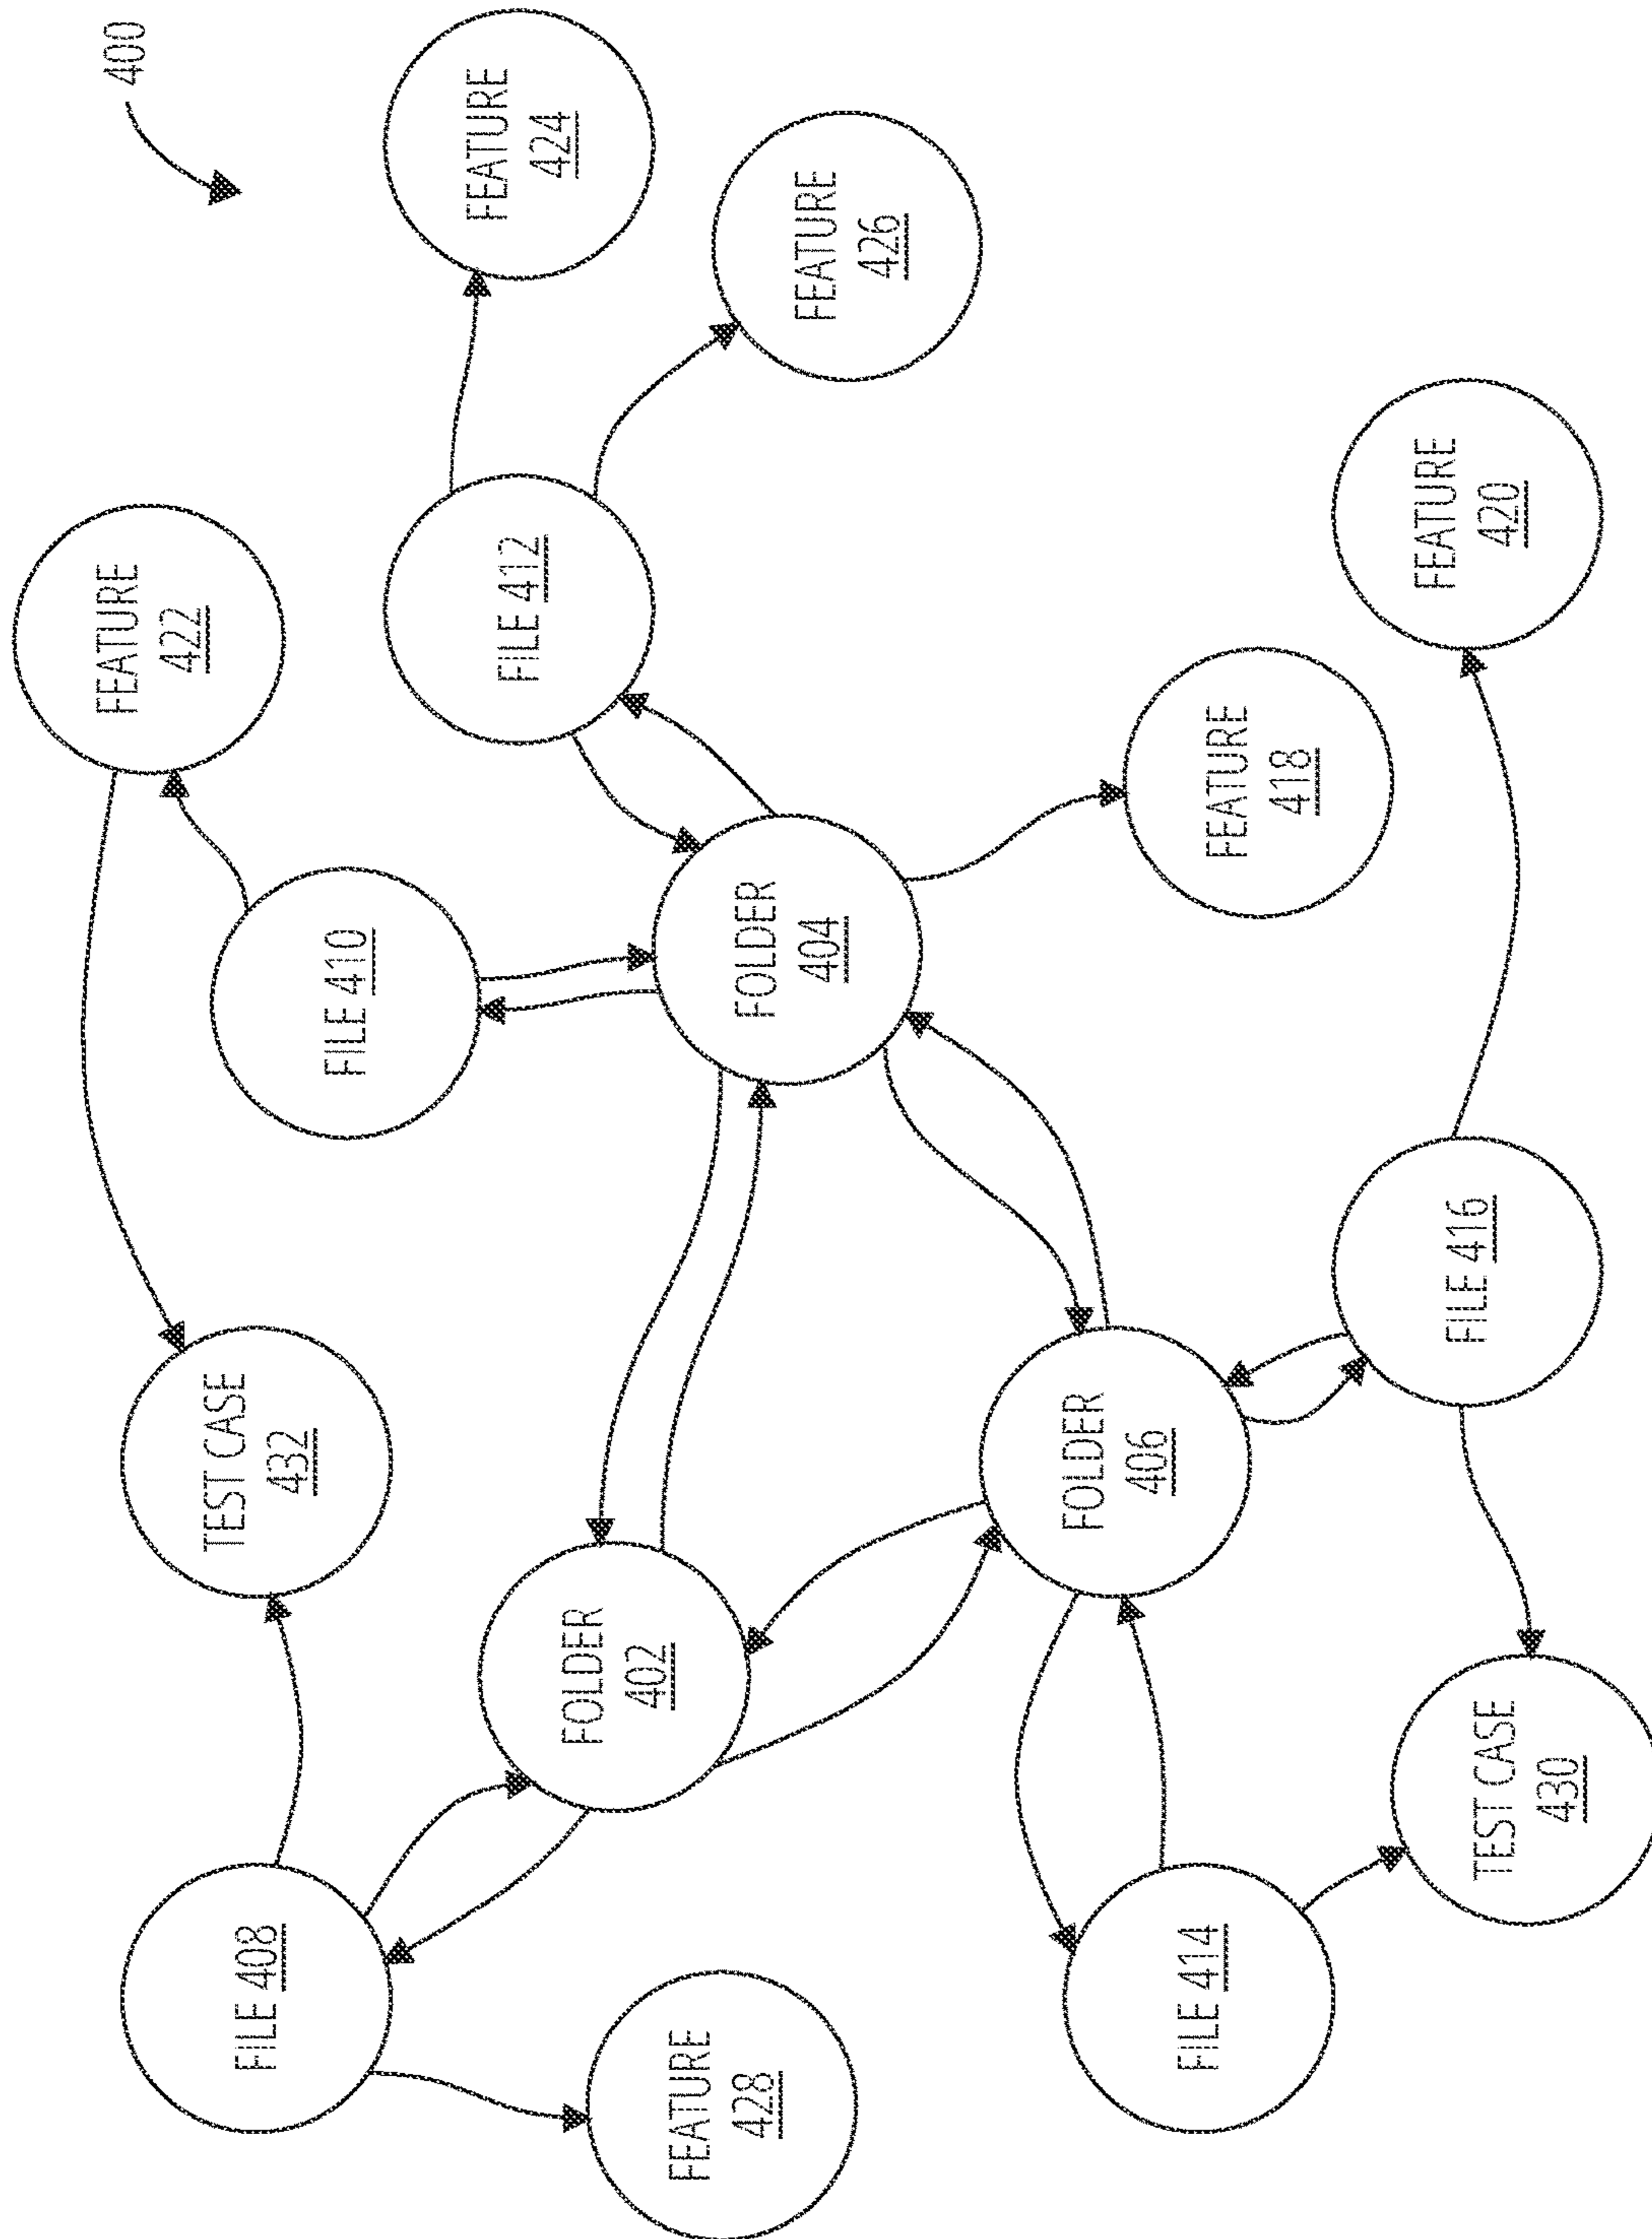 400
FEATURE
424
FEATURE
426
FEATURE
422
FILE 412
FILE 410
FOLDER
404
FEATURE
418
FEATURE
420
TEST CASE
432
FOLDER
402
FOLDER
406
FILE 416
FILE 408
FEATURE
428
FILE 414
TEST CASE
430